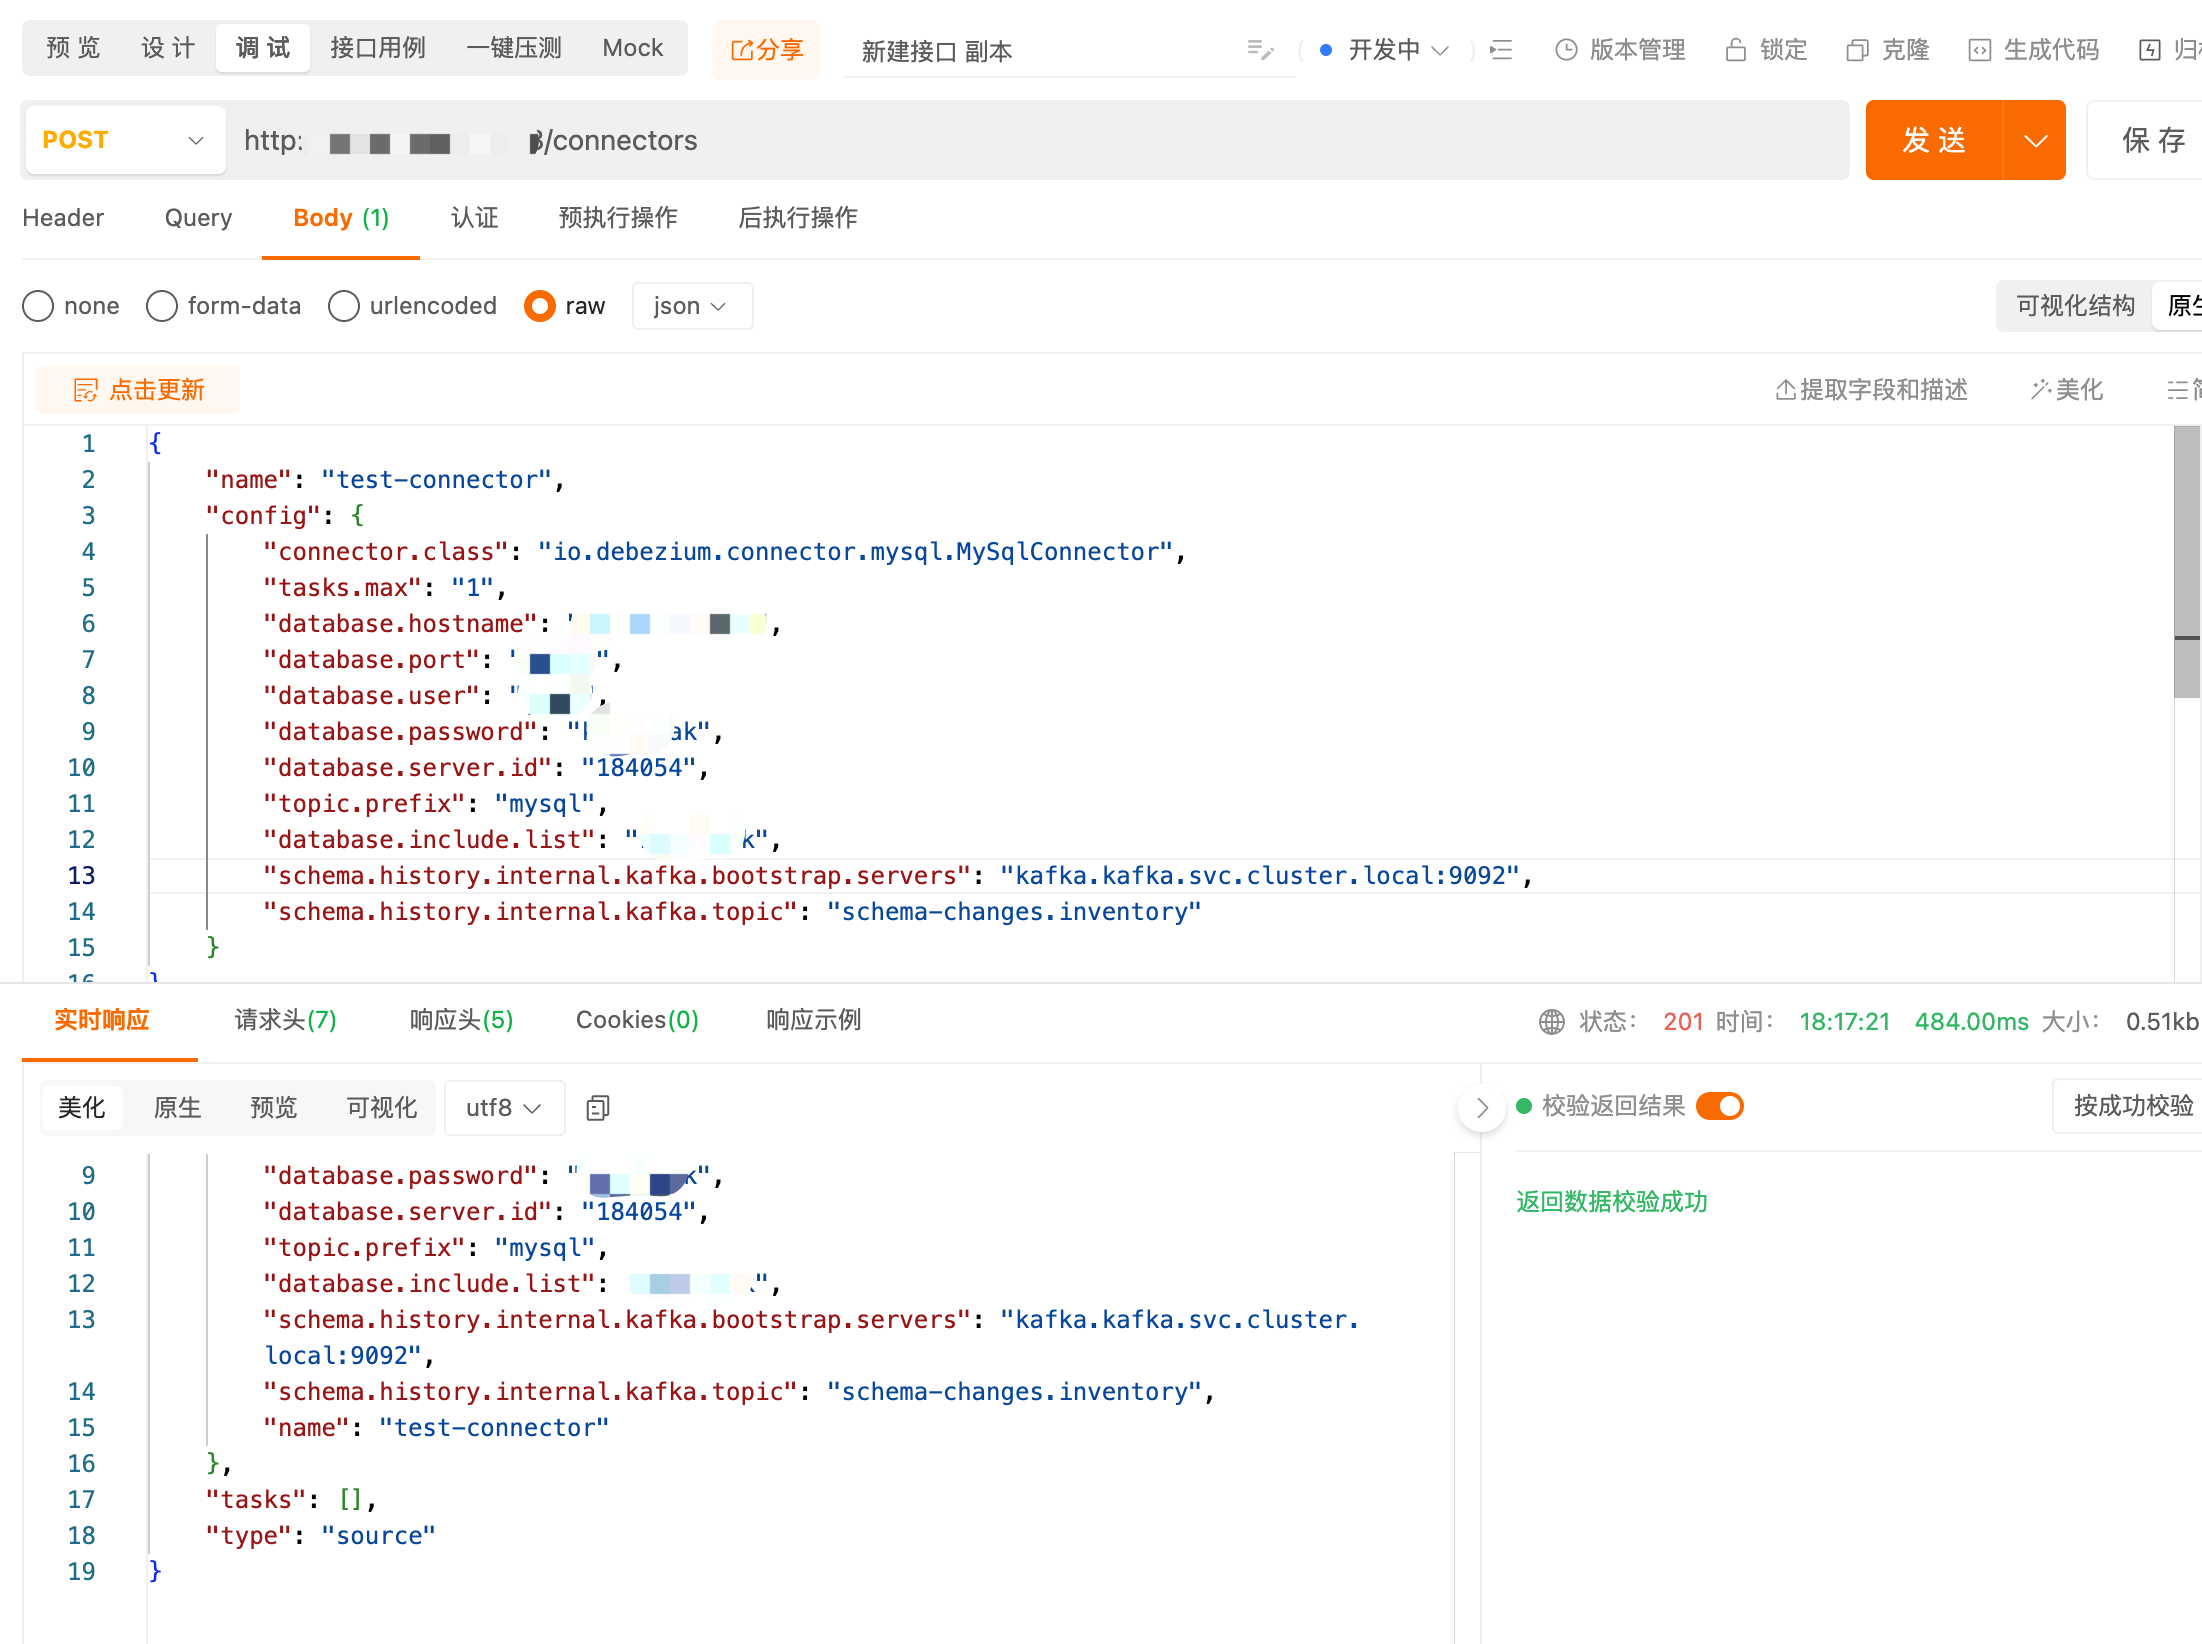 预 览 设 计 调 试 接口用例 一键压测 Mock 分享 新建接口 副本 开发中 版本管理 锁定 克隆 生成代码
POST http: /connectors 发 送 保 存
Header Query Body (1) 认证 预执行操作 后执行操作
none form-data urlencoded raw json 可视化结构
点击更新 提取字段和描述 美化
1 {
2 "name": "test-connector",
3 "config": {
4 "connector.class": "io.debezium.connector.mysql.MySqlConnector",
5 "tasks.max": "1",
6 "database.hostname": ,
7 "database.port": ",
8 "database.user": " ,
9 "database.password": " ak",
10 "database.server.id": "184054",
11 "topic.prefix": "mysql",
12 "database.include.list": " k",
13 "schema.history.internal.kafka.bootstrap.servers": "kafka.kafka.svc.cluster.local:9092",
14 "schema.history.internal.kafka.topic": "schema-changes.inventory"
15 }
16 }
实时响应 请求头(7) 响应头(5) Cookies(0) 响应示例 状态： 201 时间： 18:17:21 484.00ms 大小： 0.51kb
美化 原生 预览 可视化 utf8 校验返回结果 按成功校验
9 "database.password": " k",
10 "database.server.id": "184054",
11 "topic.prefix": "mysql",
12 "database.include.list": ",
13 "schema.history.internal.kafka.bootstrap.servers": "kafka.kafka.svc.cluster.
local:9092",
14 "schema.history.internal.kafka.topic": "schema-changes.inventory",
15 "name": "test-connector"
16 },
17 "tasks": [],
18 "type": "source"
19 }
返回数据校验成功